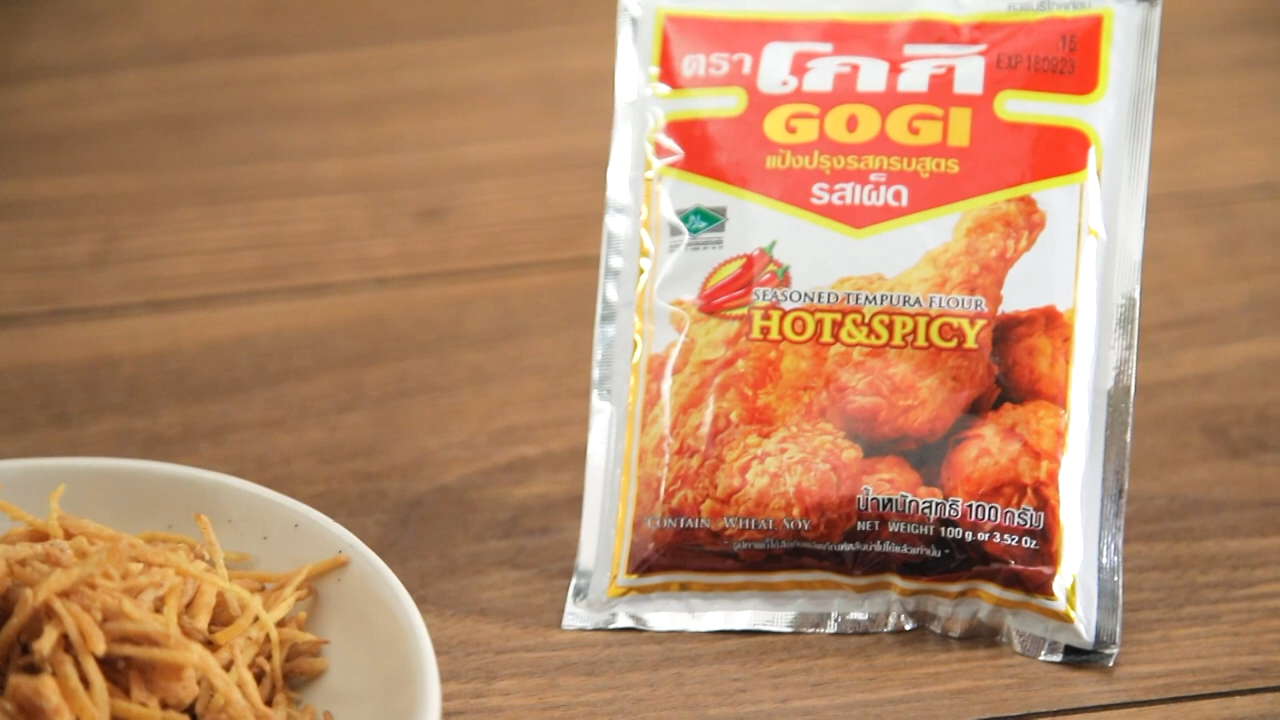 15
ตรา โกกิ EXP 180923
GOGI
แป้งปรุงรสครบสูตร
รสเผ็ด
SEASONED TEMPURA FLOUR
HOT&SPICY
CONTAIN : WHEAT, SOY
น้ำหนักสุทธิ 100 กรัม
NET WEIGHT 100 g. or 3.52 Oz.